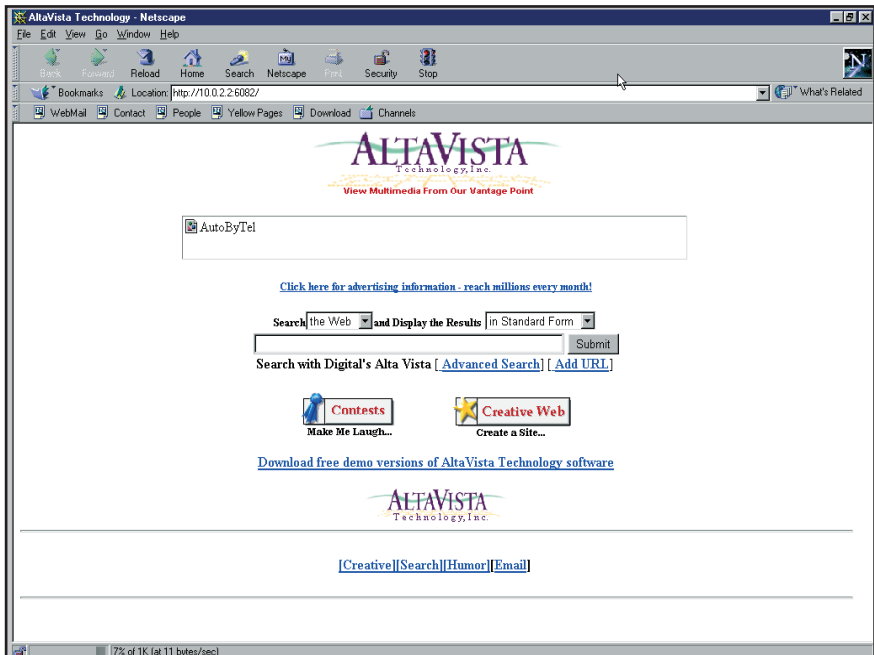 AltaVista Technology - Netscape
File Edit View Go Window Help
Back Forward Reload Home Search Netscape Print Security Stop
My
N
Bookmarks Location: http://10.0.2.2:6082/ What's Related
WebMail Contact People Yellow Pages Download Channels
ALTAVISTA
Technology, Inc.
View Multimedia From Our Vantage Point
AutoByTel
Click here for advertising information - reach millions every month!
Search the Web and Display the Results in Standard Form
Submit
Search with Digital's Alta Vista [ Advanced Search] [ Add URL]
Contests Creative Web
Make Me Laugh... Create a Site...
Download free demo versions of AltaVista Technology software
ALTAVISTA
Technology, Inc.
[Creative][Search][Humor][Email]
7% of 1K (at 11 bytes/sec)